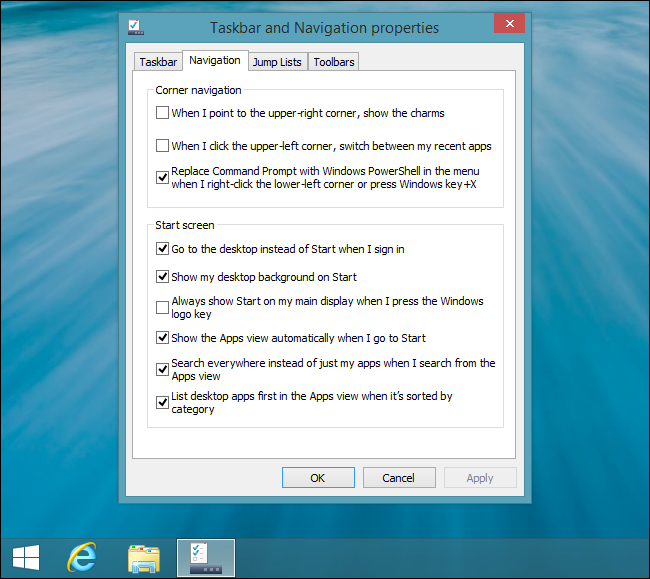 Taskbar and Navigation properties
Taskbar
Navigation
Jump Lists
Toolbars
Corner navigation
When I point to the upper-right corner, show the charms
When I click the upper-left corner, switch between my recent apps
Replace Command Prompt with Windows PowerShell in the menu
when I right-click the lower-left corner or press Windows key+X
Start screen
Go to the desktop instead of Start when I sign in
Show my desktop background on Start
Always show Start on my main display when I press the Windows
logo key
Show the Apps view automatically when I go to Start
Search everywhere instead of just my apps when I search from the
Apps view
List desktop apps first in the Apps view when it's sorted by
category
OK
Cancel
Apply